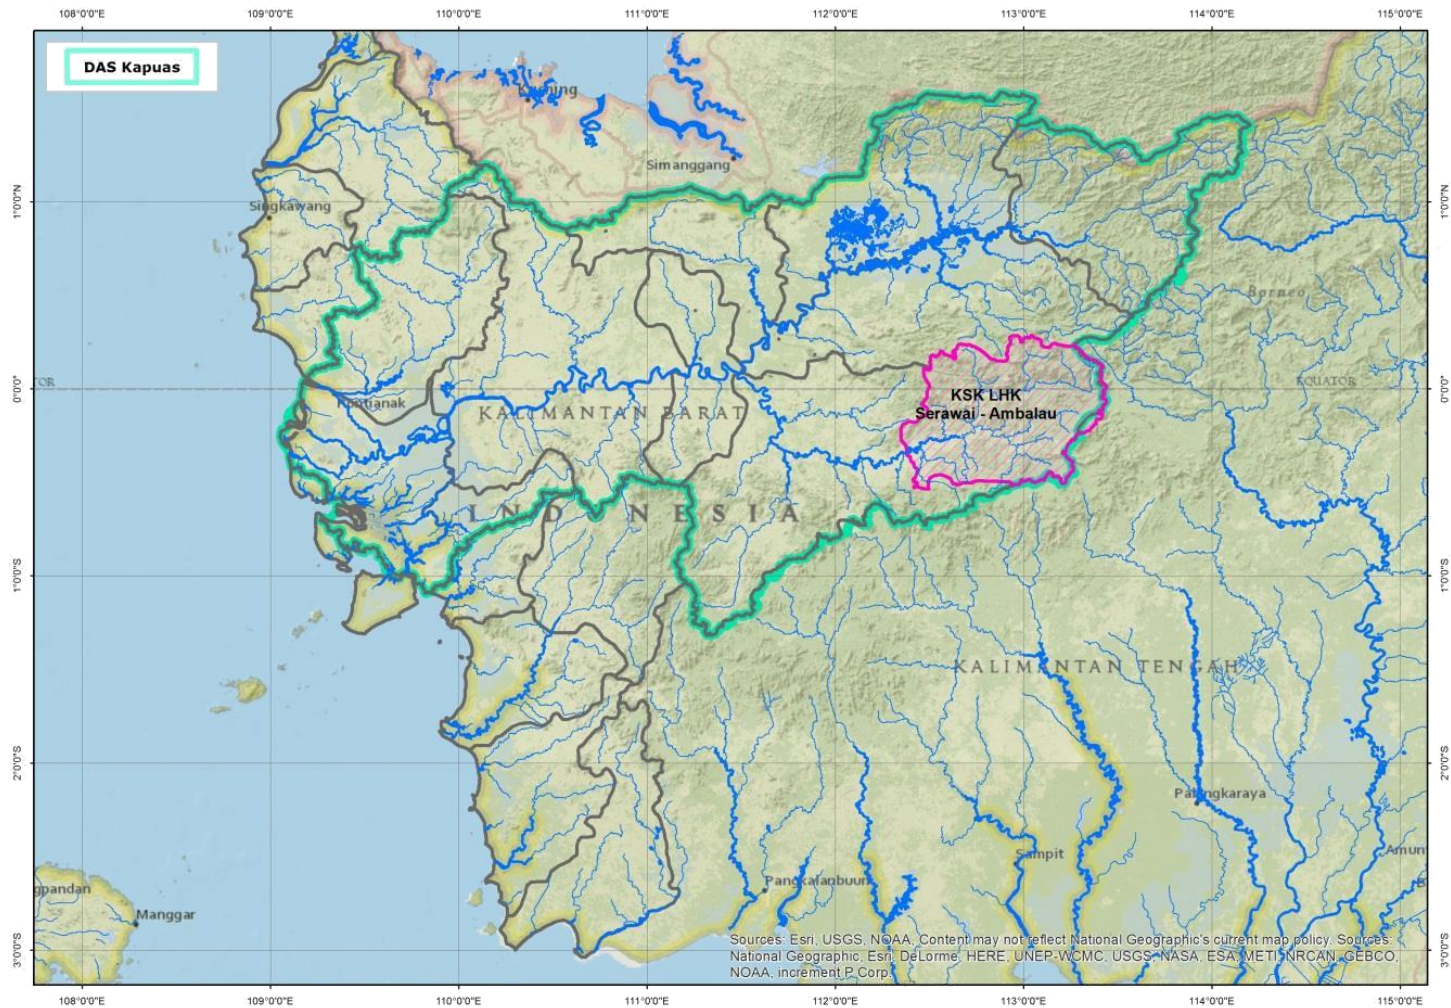 108°0'0"E 109°0'0"E 110°0'0"E 111°0'0"E 112°0'0"E 113°0'0"E 114°0'0"E 115°0'0"E
DAS Kapuas
Kuching
Simanggang
1°0'0"N 1°0'0"N
Singkawang
Borneo
KSK LHK
Serawai - Ambalau
0°0'0" 0°0'0"
EQUATOR
Pontianak
KALIMANTAN BARAT
INDONESIA
1°0'0"S 1°0'0"S
KALIMANTAN TENGAH
2°0'0"S 2°0'0"S
Palangkaraya
Sampit
Amun
Pangkalanbuun
gpandan
Manggar
3°0'0"S 3°0'0"S
Sources: Esri, USGS, NOAA, Content may not reflect National Geographic's current map policy. Sources:
National Geographic, Esri, DeLorme, HERE, UNEP-WCMC, USGS, NASA, ESA, METI, NRCAN, GEBCO,
NOAA, increment P Corp.
108°0'0"E 109°0'0"E 110°0'0"E 111°0'0"E 112°0'0"E 113°0'0"E 114°0'0"E 115°0'0"E